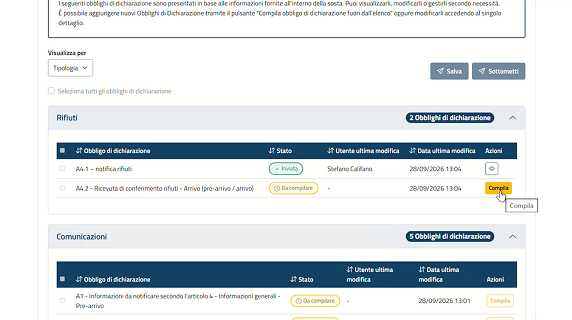 I seguenti obblighi di dichiarazione sono presentati in base alle informazioni fornite all'interno della sosta. Puoi visualizzarli, modificarli o gestirli secondo necessità.
È possibile aggiungere nuovi Obblighi di Dichiarazione tramite il pulsante "Compila obbligo di dichiarazione fuori dall'elenco" oppure modificarli accedendo al singolo
dettaglio.
Visualizza per
Tipologia
Salva
Sottometti
Seleziona tutti gli obblighi di dichiarazione
Rifiuti
2 Obblighi di dichiarazione
Obbligo di dichiarazione Stato Utente ultima modifica Data ultima modifica Azioni
A4.1 – notifica rifiuti Inviata Stefano Califano 28/09/2026 13:04
A4.2 - Ricevuta di conferimento rifiuti - Arrivo (pre-arrivo / arrivo) Da compilare - 28/09/2026 13:04 Compila
Compila
Comunicazioni
5 Obblighi di dichiarazione
Obbligo di dichiarazione Stato Utente ultima modifica Data ultima modifica Azioni
A1 - Informazioni da notificare secondo l'articolo 4 - Informazioni generali - Pre-arrivo Da compilare - 28/09/2026 13:01 Compila